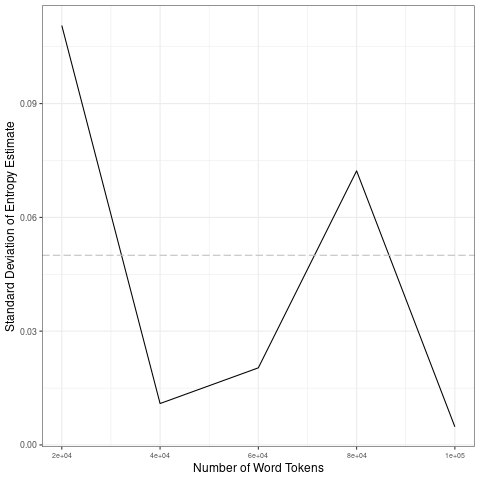 Standard Deviation of Entropy Estimate
0.09
0.06
0.03
0.00
2e+04 4e+04 6e+04 8e+04 1e+05
Number of Word Tokens